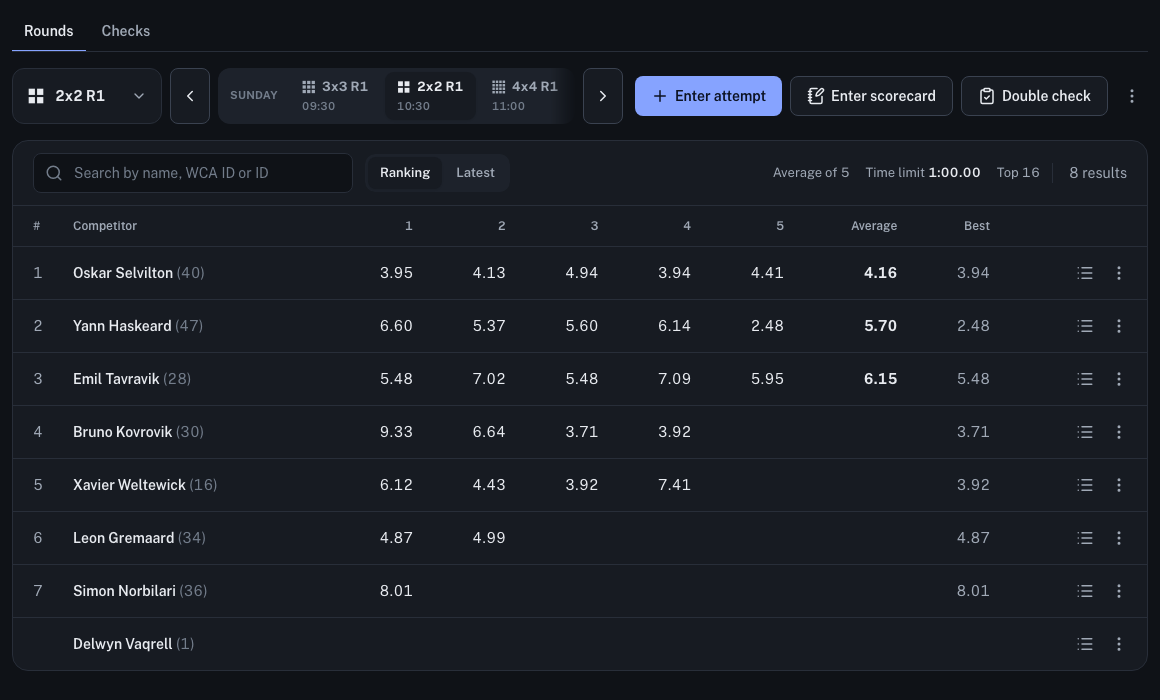 Rounds Checks
2x2 R1
SUNDAY
3x3 R1
09:30
2x2 R1
10:30
4x4 R1
11:00
Enter attempt
Enter scorecard
Double check
Search by name, WCA ID or ID
Ranking Latest
Average of 5 Time limit 1:00.00 Top 16 8 results
# Competitor 1 2 3 4 5 Average Best
1 Oskar Selvilton (40) 3.95 4.13 4.94 3.94 4.41 4.16 3.94
2 Yann Haskeard (47) 6.60 5.37 5.60 6.14 2.48 5.70 2.48
3 Emil Tavravik (28) 5.48 7.02 5.48 7.09 5.95 6.15 5.48
4 Bruno Kovrovik (30) 9.33 6.64 3.71 3.92 3.71
5 Xavier Weltewick (16) 6.12 4.43 3.92 7.41 3.92
6 Leon Gremaard (34) 4.87 4.99 4.87
7 Simon Norbilari (36) 8.01 8.01
Delwyn Vaqrell (1)